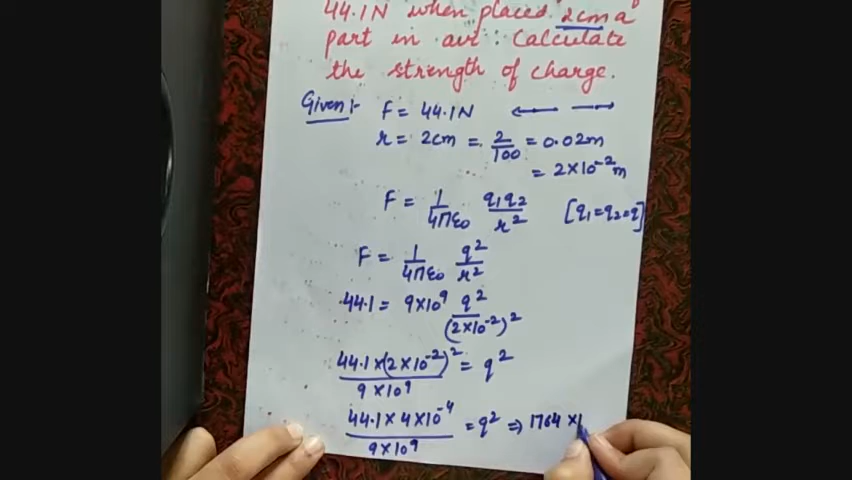 44.1N when placed 2cm a
part in air. Calculate
the strength of charge.
Given:- F = 44.1N
r = 2cm = 2/100 = 0.02m
= 2×10⁻²m
F = 1/4πε₀ q₁q₂/r² [q₁=q₂=q]
F = 1/4πε₀ q²/r²
44.1 = 9×10⁹ q²/(2×10⁻²)²
44.1×(2×10⁻²)²/9×10⁹ = q²
44.1×4×10⁻⁴/9×10⁹ = q² ⇒ 1764×1